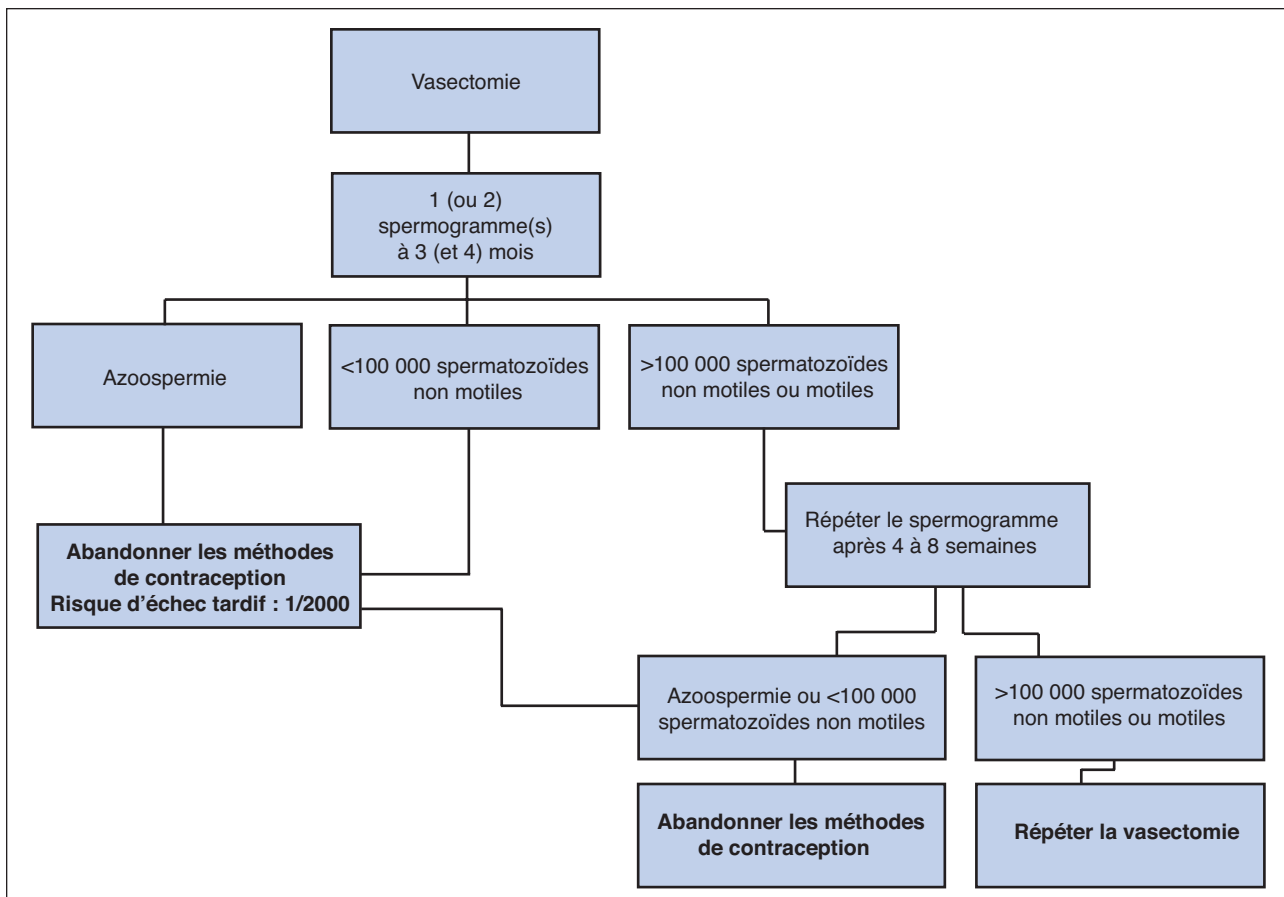 Vasectomie
1 (ou 2)
spermogramme(s)
à 3 (et 4) mois
Azoospermie
<100 000 spermatozoïdes
non motiles
>100 000 spermatozoïdes
non motiles ou motiles
Répéter le spermogramme
après 4 à 8 semaines
Abandonner les méthodes
de contraception
Risque d’échec tardif : 1/2000
Azoospermie ou <100 000
spermatozoïdes non motiles
>100 000 spermatozoïdes
non motiles ou motiles
Abandonner les méthodes
de contraception
Répéter la vasectomie